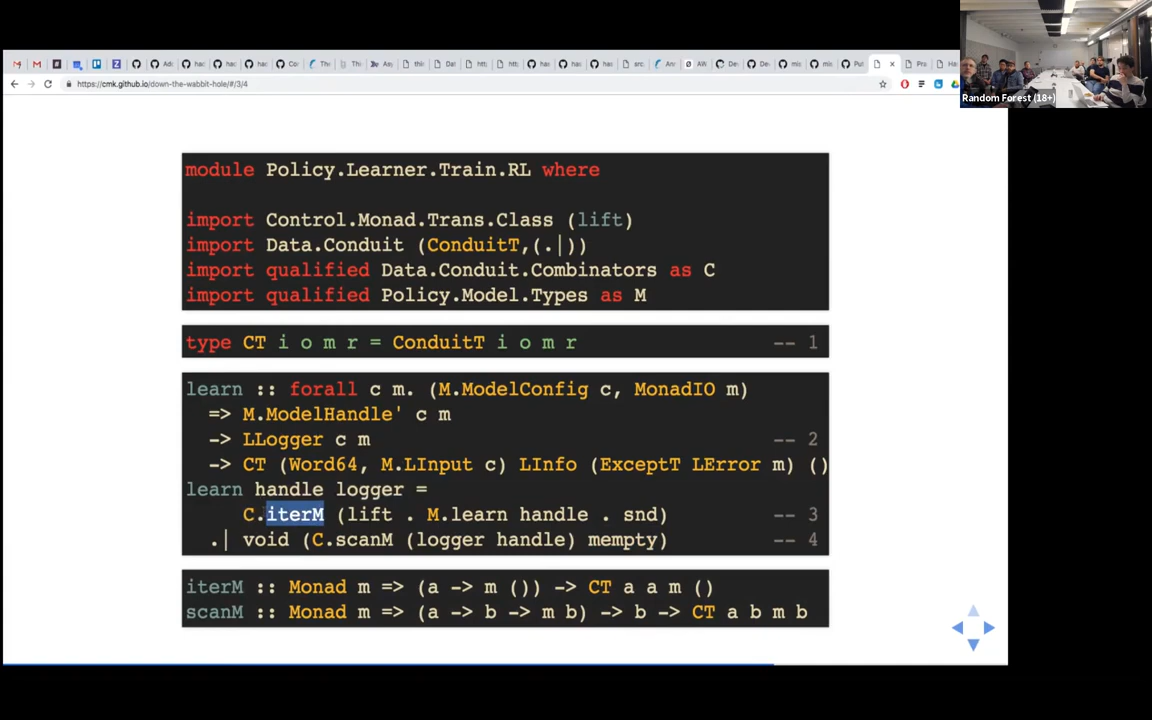 https://cmk.github.io/down-the-wabbit-hole/#/3/4
Random Forest (18+)
module Policy.Learner.Train.RL where
import Control.Monad.Trans.Class (lift)
import Data.Conduit (ConduitT,(.|))
import qualified Data.Conduit.Combinators as C
import qualified Policy.Model.Types as M
type CT i o m r = ConduitT i o m r -- 1
learn :: forall c m. (M.ModelConfig c, MonadIO m)
=> M.ModelHandle' c m
-> LLogger c m -- 2
-> CT (Word64, M.LInput c) LInfo (ExceptT LError m) ()
learn handle logger =
C.iterM (lift . M.learn handle . snd) -- 3
.| void (C.scanM (logger handle) mempty) -- 4
iterM :: Monad m => (a -> m ()) -> CT a a m ()
scanM :: Monad m => (a -> b -> m b) -> b -> CT a b m b